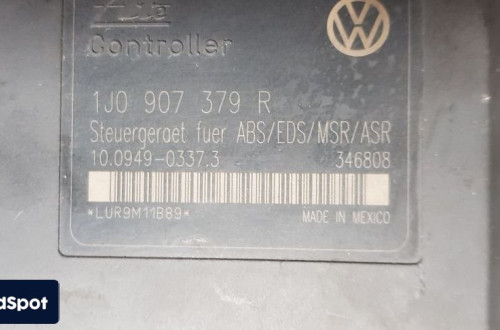 Controller
1J0 907 379 R
Steuergeraet fuer ABS/EDS/MSR/ASR
10.0949-0337.3 346808
*LUR9M11B89*
MADE IN MEXICO
dSpot